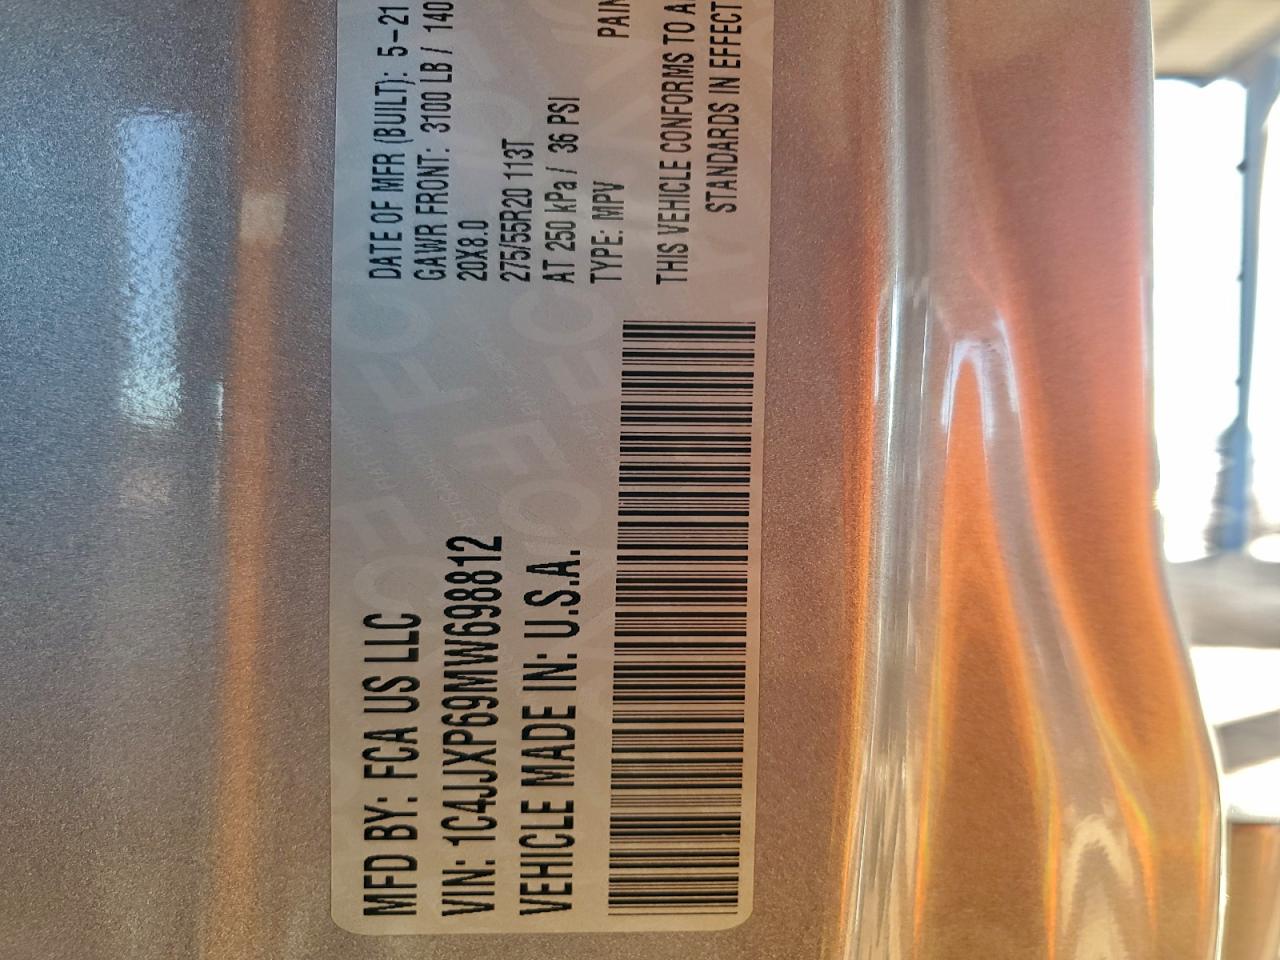 MFD BY: FCA US LLC
VIN: 1C4JJXP69MW698812
VEHICLE MADE IN: U.S.A.
DATE OF MFR (BUILT): 5-21
GAWR FRONT: 3100 LB / 140
20X8.0
275/55R20 113T
AT 250 kPa / 36 PSI
TYPE: MPV
PAIN
THIS VEHICLE CONFORMS TO A
STANDARDS IN EFFECT